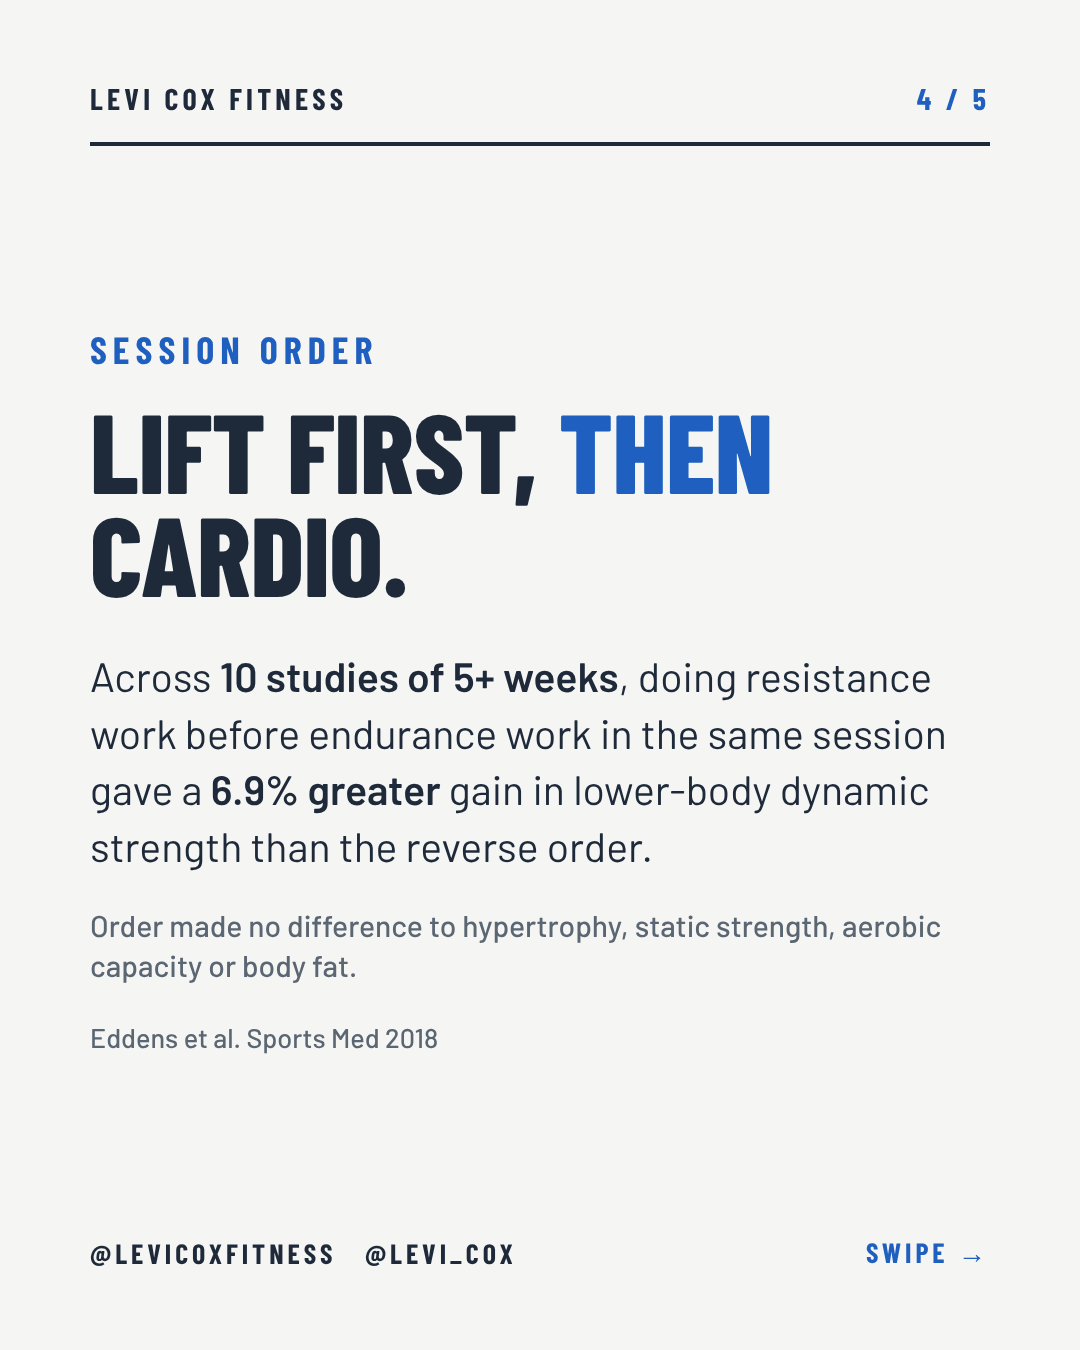 LEVI COX FITNESS
4 / 5
SESSION ORDER
LIFT FIRST, THEN
CARDIO.
Across 10 studies of 5+ weeks, doing resistance
work before endurance work in the same session
gave a 6.9% greater gain in lower-body dynamic
strength than the reverse order.
Order made no difference to hypertrophy, static strength, aerobic
capacity or body fat.
Eddens et al. Sports Med 2018
@LEVICOXFITNESS @LEVI_COX
SWIPE →